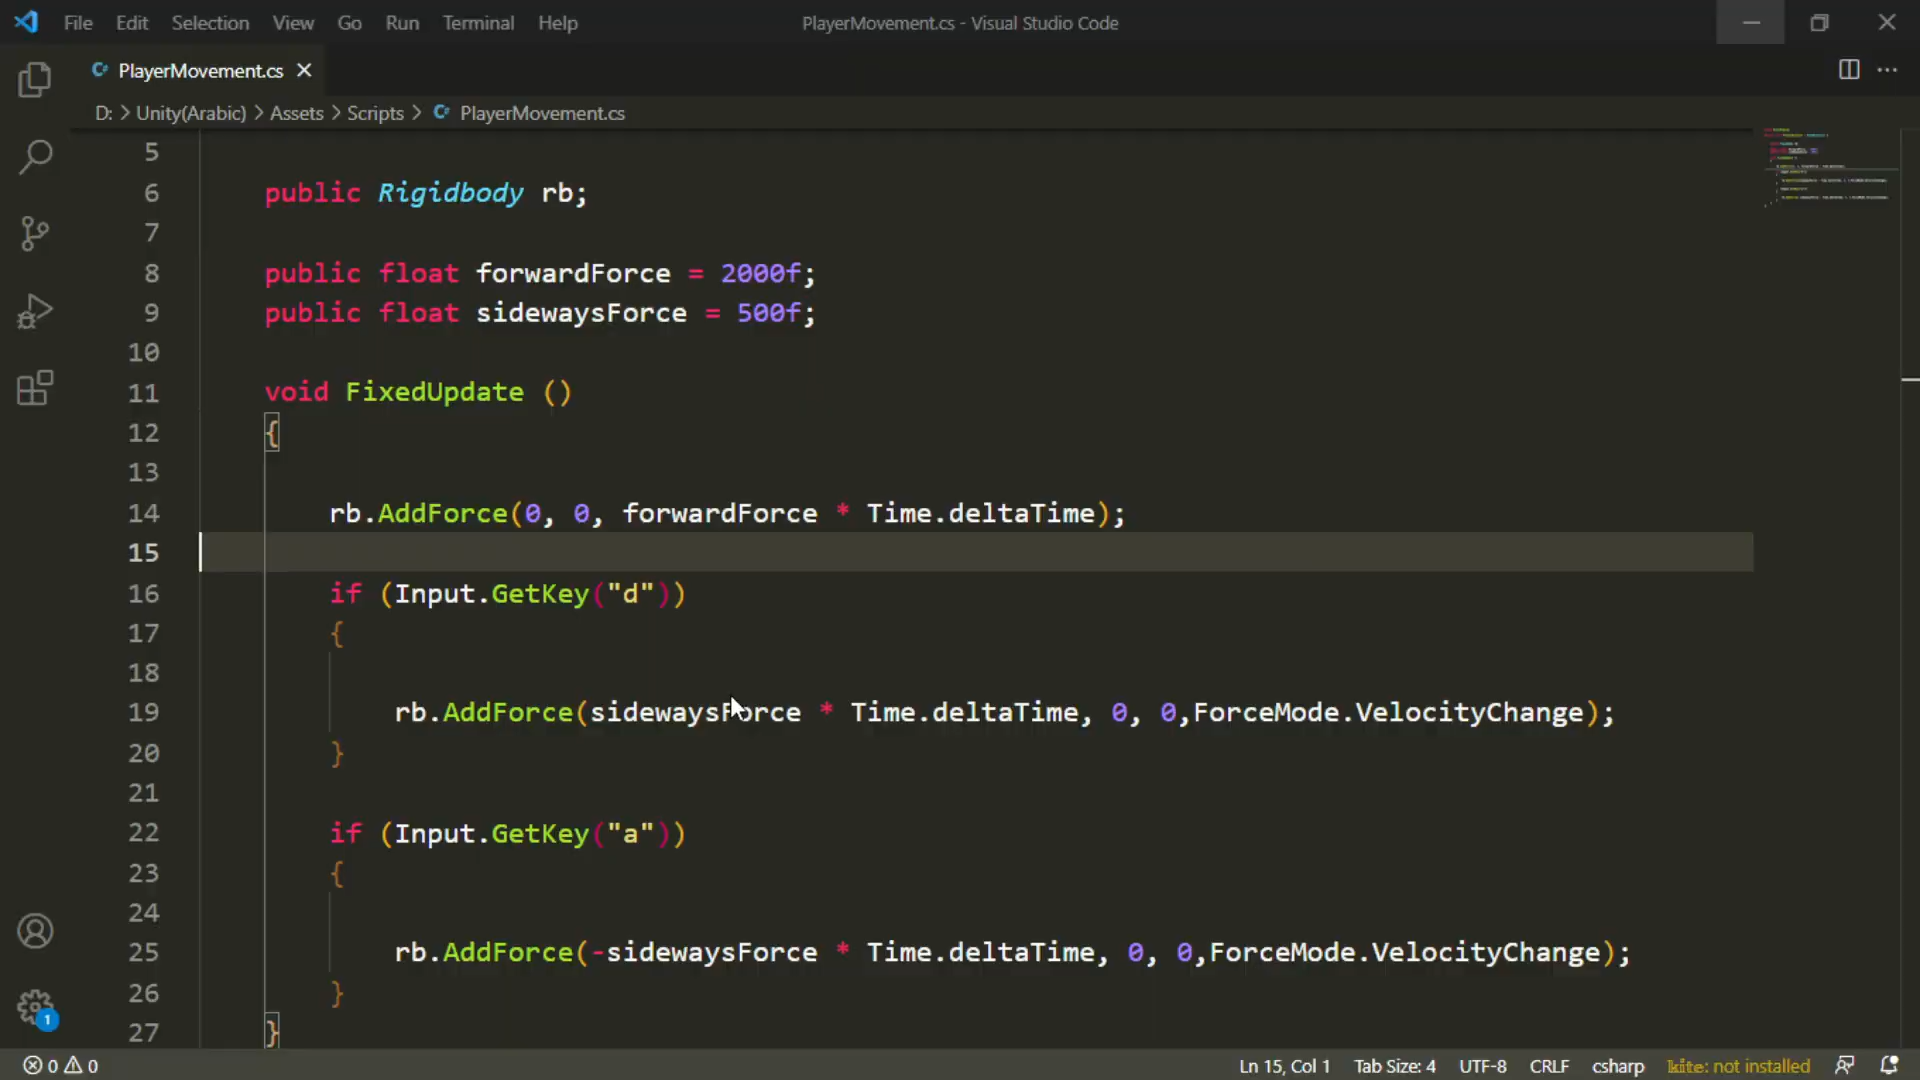 File Edit Selection View Go Run Terminal Help PlayerMovement.cs - Visual Studio Code
PlayerMovement.cs
D: > Unity(Arabic) > Assets > Scripts > PlayerMovement.cs
5
6 public Rigidbody rb;
7
8 public float forwardForce = 2000f;
9 public float sidewaysForce = 500f;
10
11 void FixedUpdate ()
12 {
13
14 rb.AddForce(0, 0, forwardForce * Time.deltaTime);
15
16 if (Input.GetKey("d"))
17 {
18
19 rb.AddForce(sidewaysForce * Time.deltaTime, 0, 0,ForceMode.VelocityChange);
20 }
21
22 if (Input.GetKey("a"))
23 {
24
25 rb.AddForce(-sidewaysForce * Time.deltaTime, 0, 0,ForceMode.VelocityChange);
26 }
27 }
1
0 0 Ln 15, Col 1 Tab Size: 4 UTF-8 CRLF csharp kite: not installed